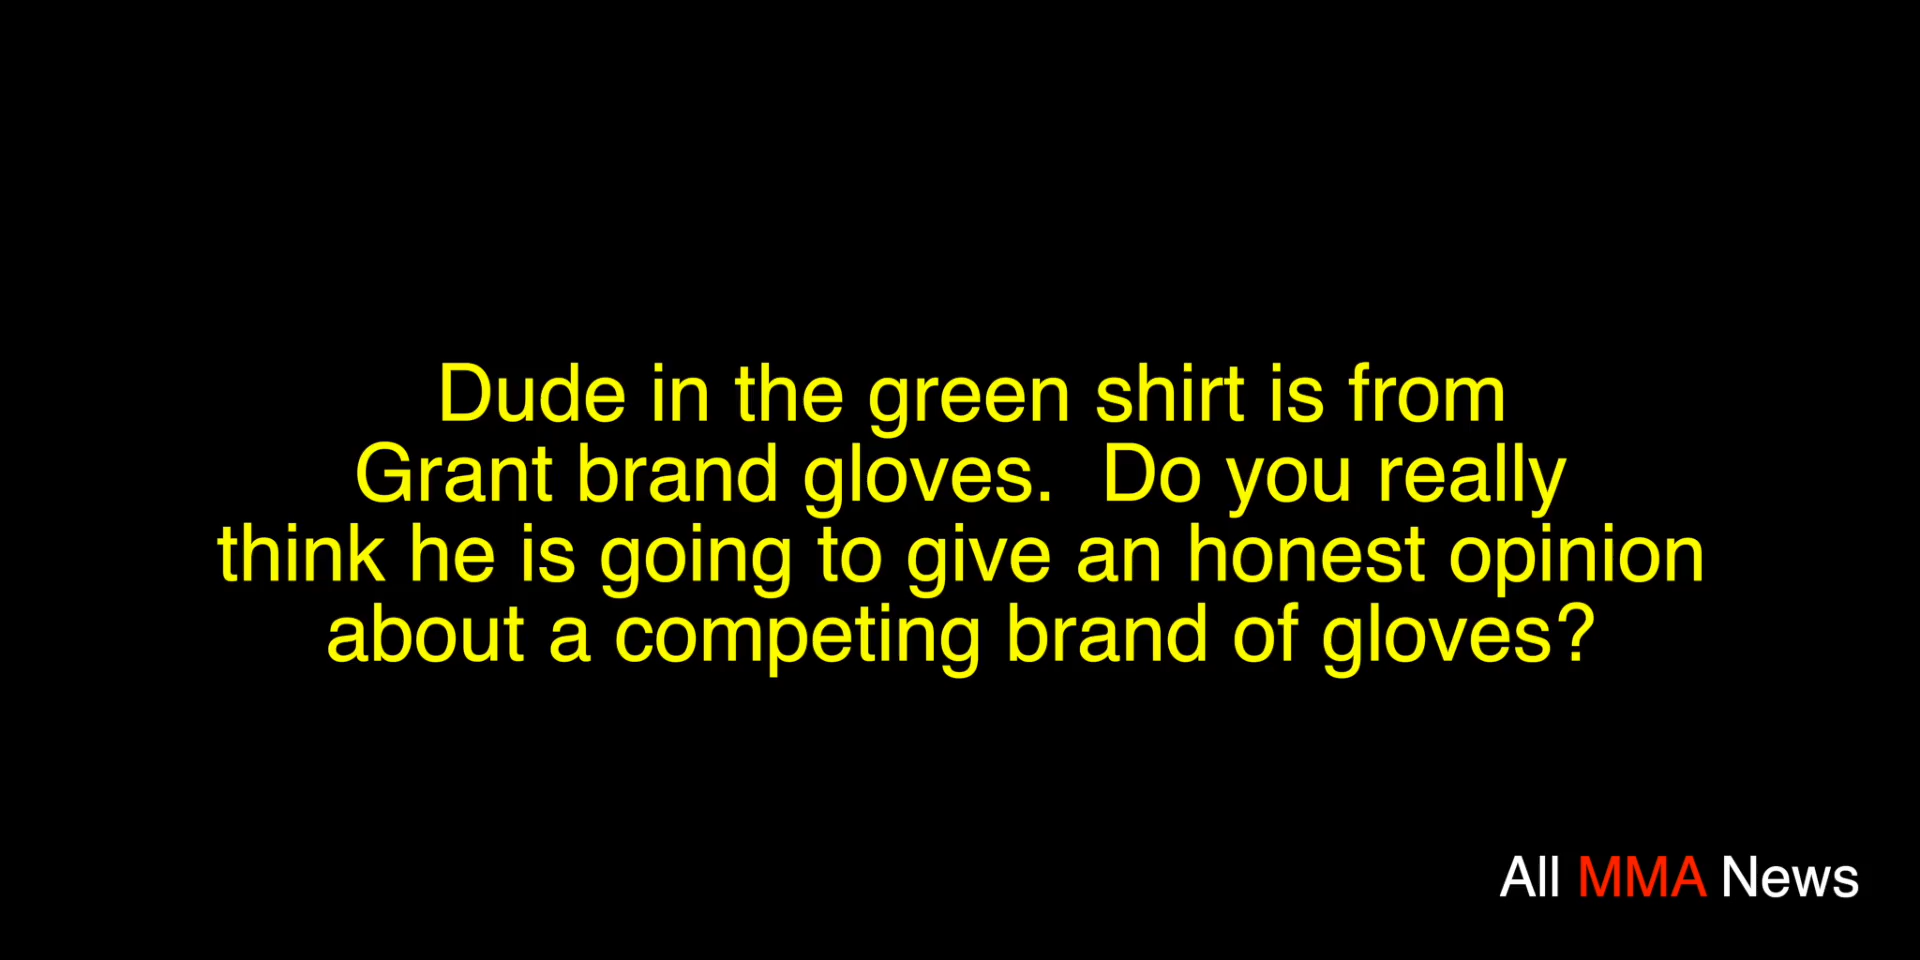 Dude in the green shirt is from
Grant brand gloves.  Do you really
think he is going to give an honest opinion
about a competing brand of gloves?
All MMA News